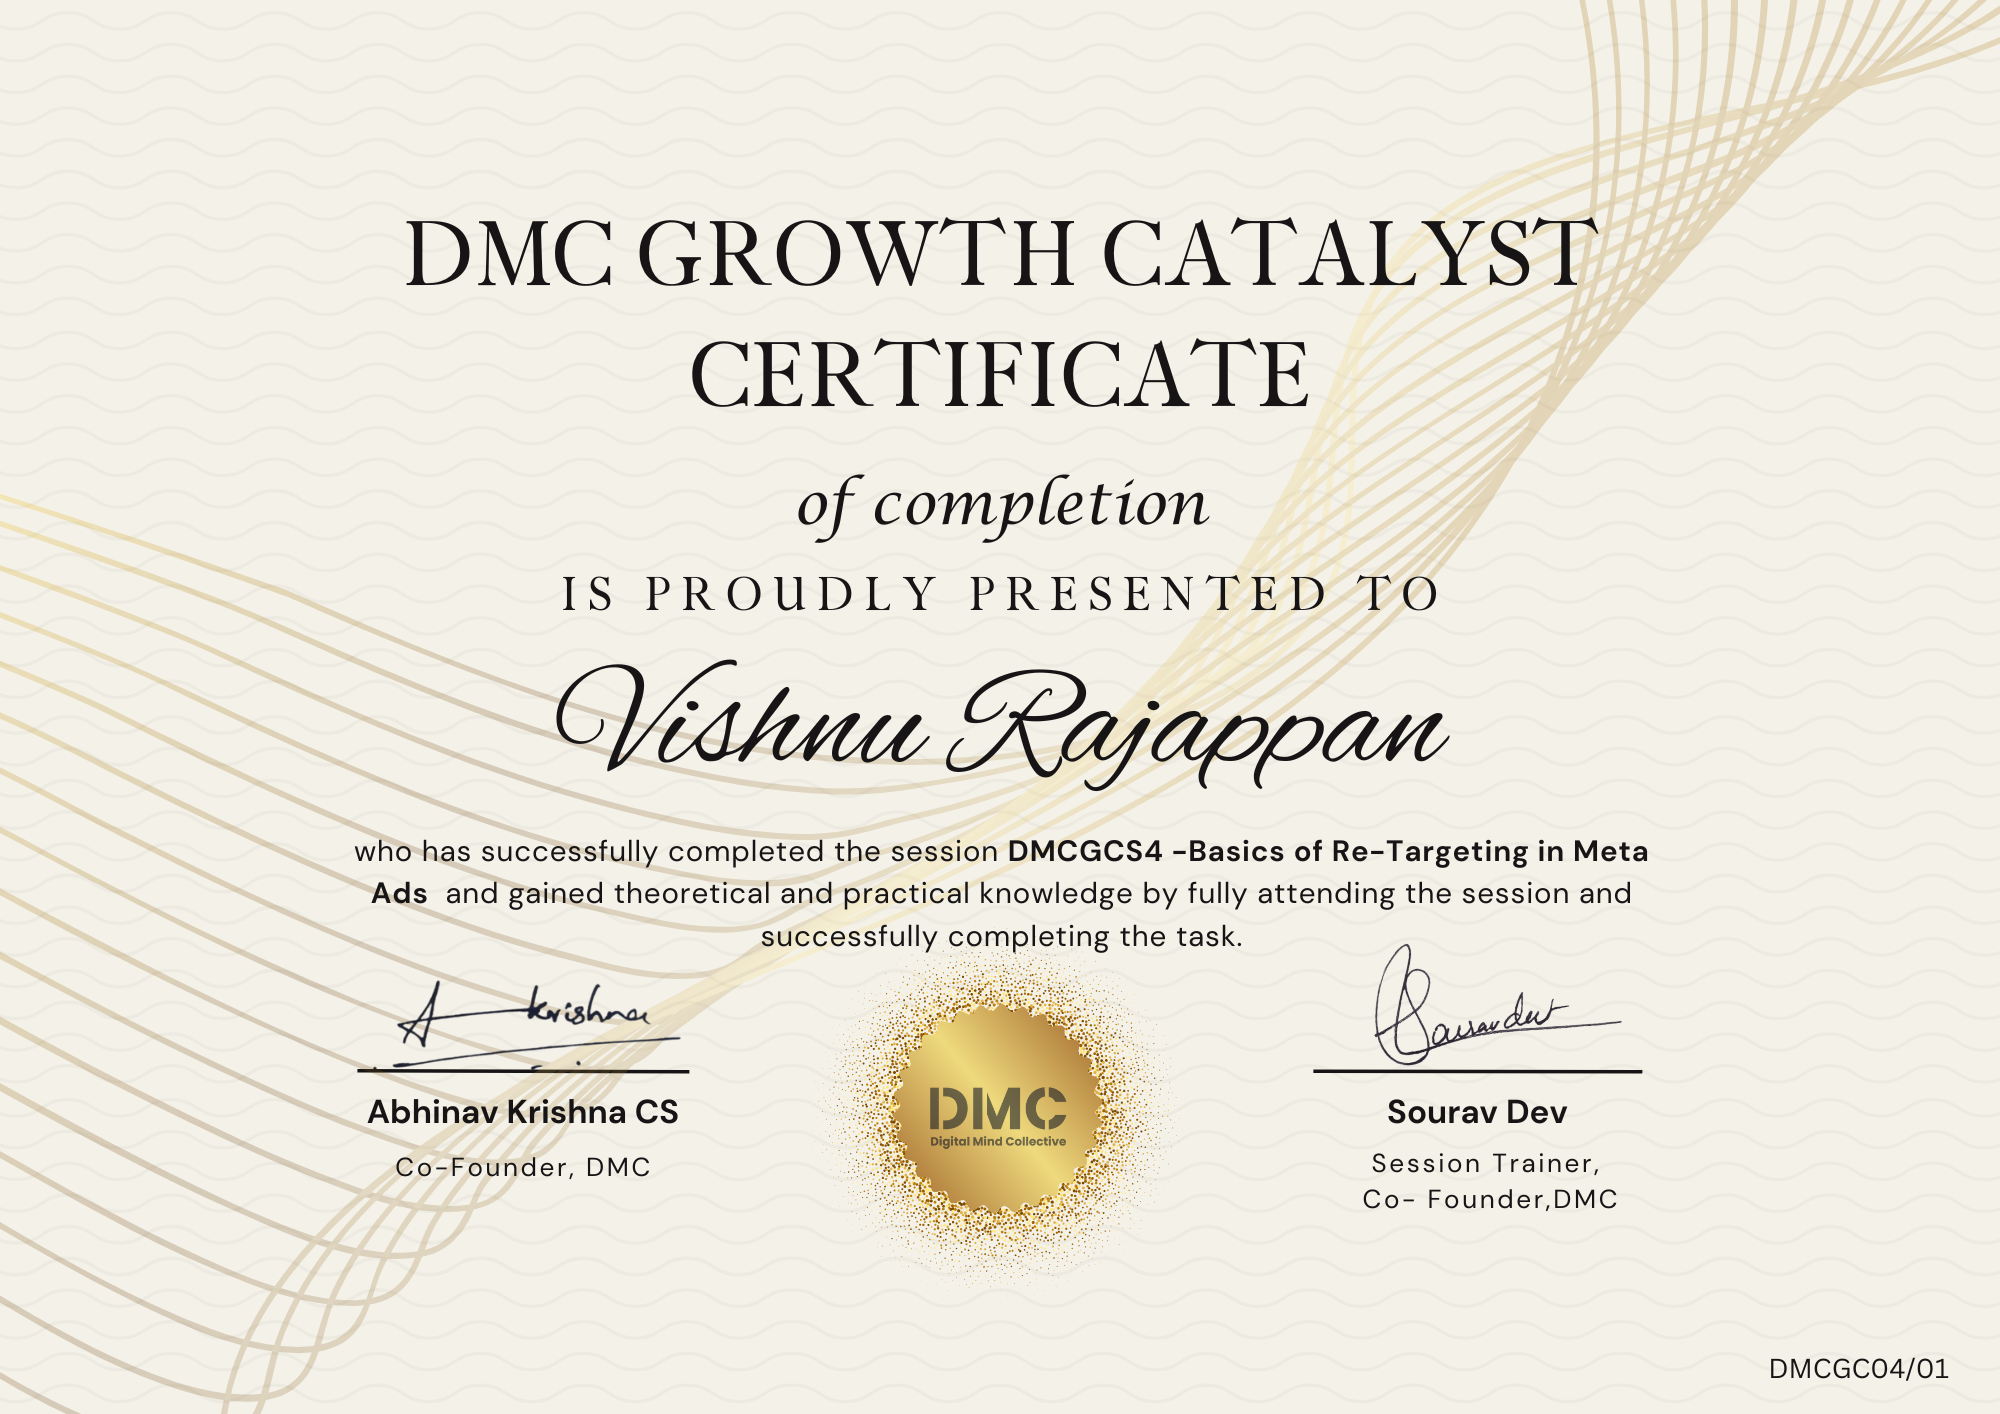 DMC GROWTH CATALYST
CERTIFICATE
of completion
IS PROUDLY PRESENTED TO
Vishnu Rajappan
who has successfully completed the session DMCGCS4 -Basics of Re-Targeting in Meta
Ads and gained theoretical and practical knowledge by fully attending the session and
successfully completing the task.
A krishna
Souravdev
Abhinav Krishna CS
Co-Founder, DMC
DMC
Digital Mind Collective
Sourav Dev
Session Trainer,
Co- Founder,DMC
DMCGC04/01